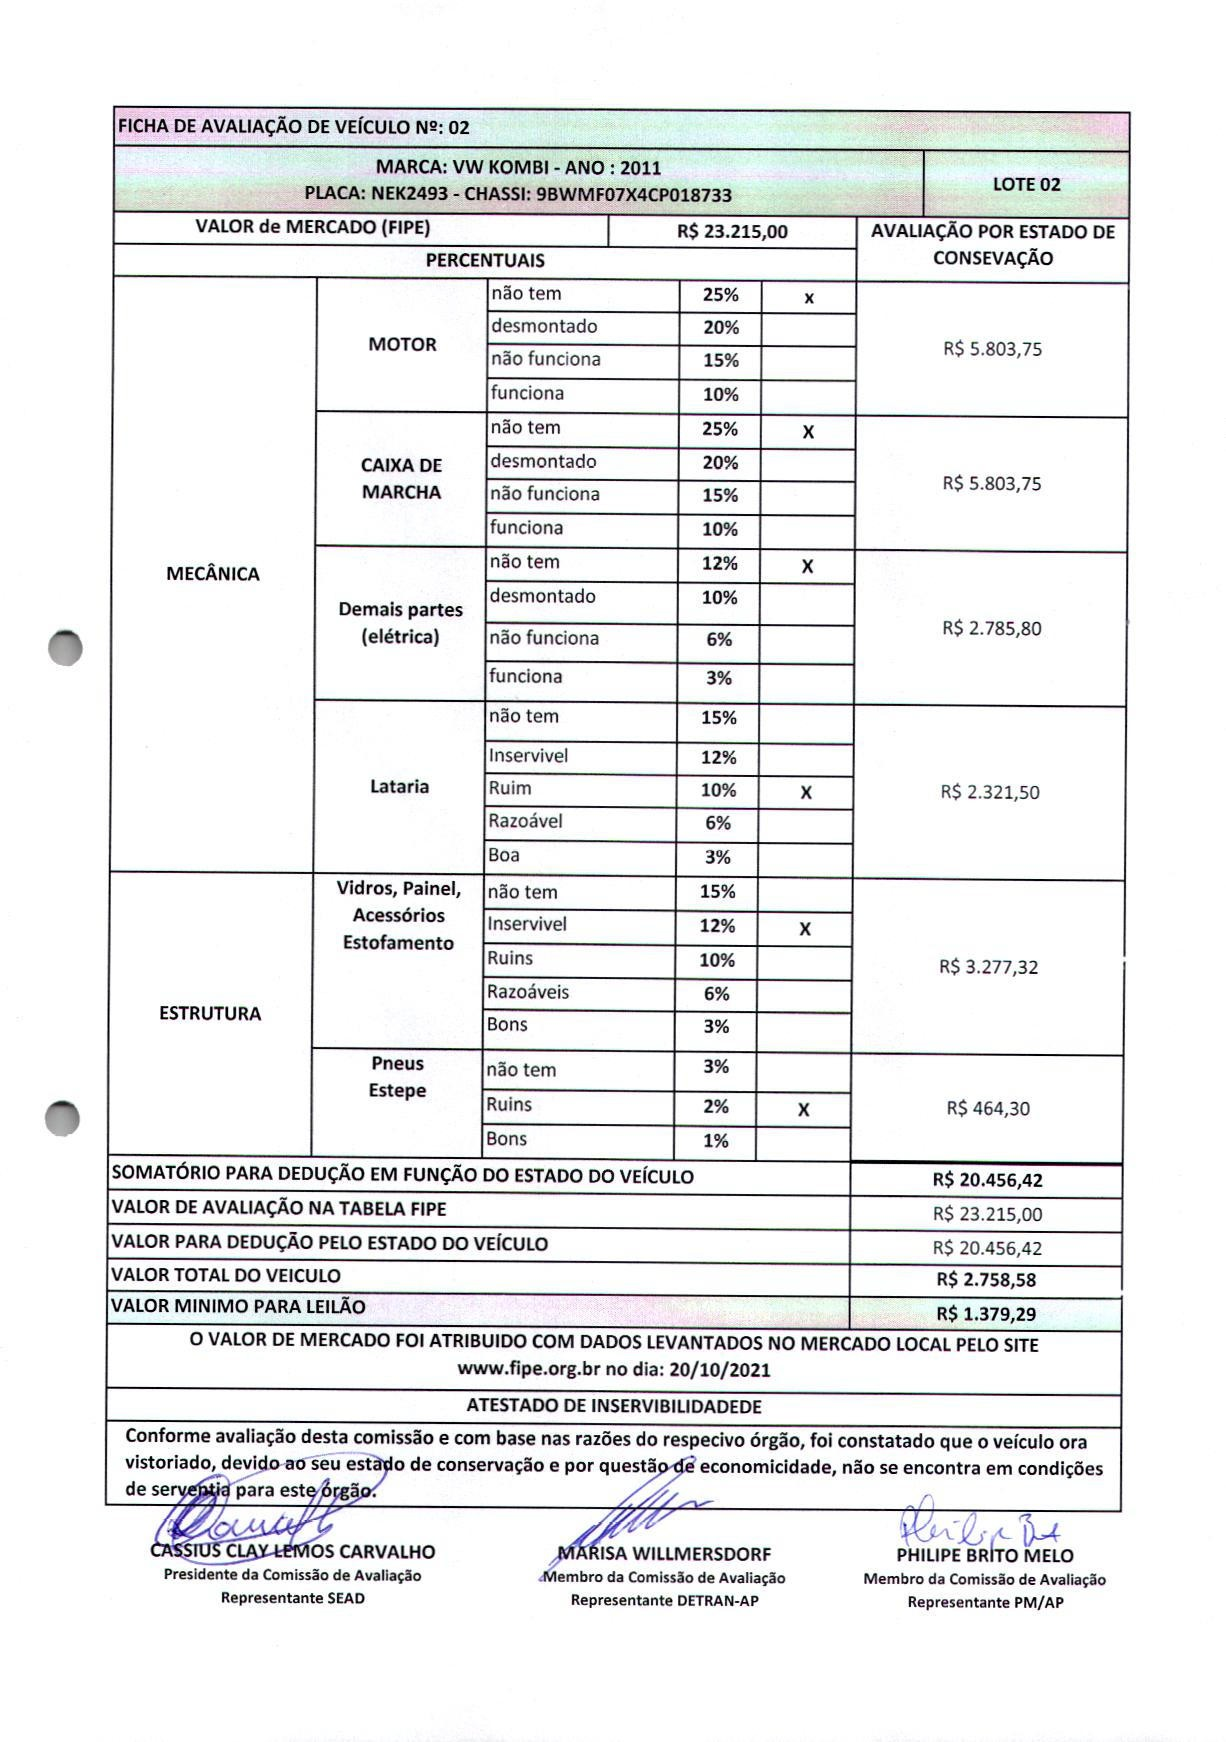 FICHA DE AVALIAÇÃO DE VEÍCULO Nº: 02
MARCA: VW KOMBI - ANO : 2011
PLACA: NEK2493 - CHASSI: 9BWMF07X4CP018733
LOTE 02
VALOR de MERCADO (FIPE)
R$ 23.215,00
AVALIAÇÃO POR ESTADO DE
CONSEVAÇÃO
PERCENTUAIS
MECÂNICA
MOTOR
não tem 25% x
desmontado 20%
não funciona 15%
funciona 10%
R$ 5.803,75
CAIXA DE
MARCHA
não tem 25% X
desmontado 20%
não funciona 15%
funciona 10%
R$ 5.803,75
Demais partes
(elétrica)
não tem 12% X
desmontado 10%
não funciona 6%
funciona 3%
R$ 2.785,80
Lataria
não tem 15%
Inservivel 12%
Ruim 10% X
Razoável 6%
Boa 3%
R$ 2.321,50
ESTRUTURA
Vidros, Painel,
Acessórios
Estofamento
não tem 15%
Inservivel 12% X
Ruins 10%
Razoáveis 6%
Bons 3%
R$ 3.277,32
Pneus
Estepe
não tem 3%
Ruins 2% X
Bons 1%
R$ 464,30
SOMATÓRIO PARA DEDUÇÃO EM FUNÇÃO DO ESTADO DO VEÍCULO R$ 20.456,42
VALOR DE AVALIAÇÃO NA TABELA FIPE R$ 23.215,00
VALOR PARA DEDUÇÃO PELO ESTADO DO VEÍCULO R$ 20.456,42
VALOR TOTAL DO VEICULO R$ 2.758,58
VALOR MINIMO PARA LEILÃO R$ 1.379,29
O VALOR DE MERCADO FOI ATRIBUIDO COM DADOS LEVANTADOS NO MERCADO LOCAL PELO SITE
www.fipe.org.br no dia: 20/10/2021
ATESTADO DE INSERVIBILIDADEDE
Conforme avaliação desta comissão e com base nas razões do respecivo órgão, foi constatado que o veículo ora
vistoriado, devido ao seu estado de conservação e por questão de economicidade, não se encontra em condições
de serventia para este órgão.
CASSIUS CLAY LEMOS CARVALHO
Presidente da Comissão de Avaliação
Representante SEAD
MARISA WILLMERSDORF
Membro da Comissão de Avaliação
Representante DETRAN-AP
PHILIPE BRITO MELO
Membro da Comissão de Avaliação
Representante PM/AP